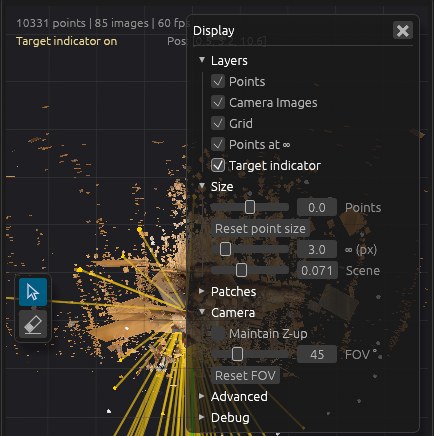 10331 points | 85 images | 60 fp
Target indicator on
Pos
Display
Layers
Points
Camera Images
Grid
Points at ∞
Target indicator
Size
0.0 Points
Reset point size
3.0 ∞ (px)
0.071 Scene
Patches
Camera
Maintain Z-up
45 FOV°
Reset FOV
Advanced
Debug